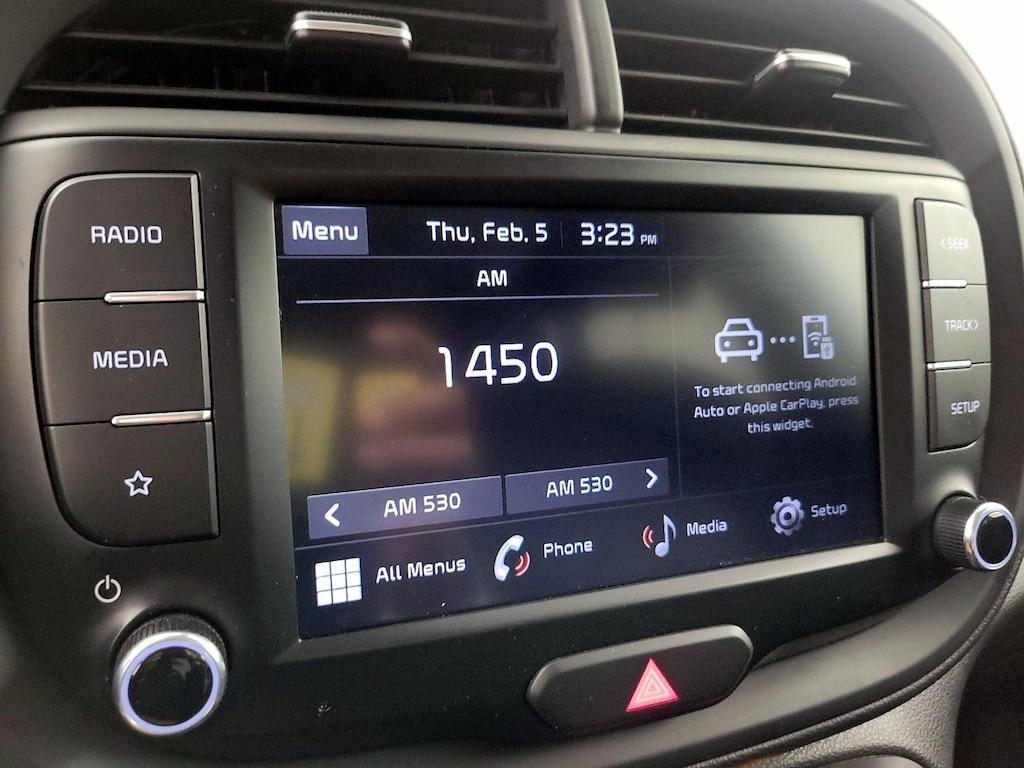 RADIO
MEDIA
Menu
Thu, Feb. 5
3:23 PM
AM
1450
To start connecting Android
Auto or Apple CarPlay, press
this widget.
< AM 530
AM 530 >
All Menus
Phone
Media
Setup
< SEEK
TRACK >
SETUP